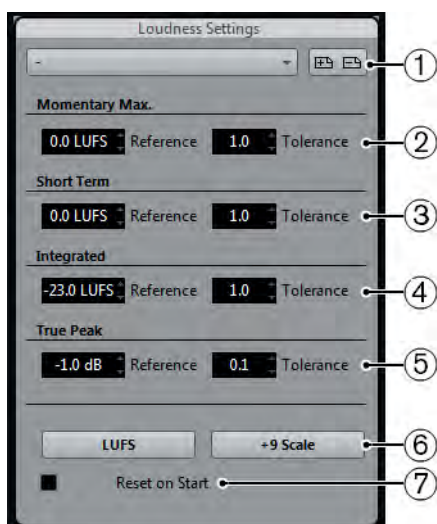 Loudness Settings
-
①
Momentary Max.
0.0 LUFS Reference 1.0 Tolerance ②
Short Term
0.0 LUFS Reference 1.0 Tolerance ③
Integrated
-23.0 LUFS Reference 1.0 Tolerance ④
True Peak
-1.0 dB Reference 0.1 Tolerance ⑤
LUFS +9 Scale ⑥
Reset on Start ⑦